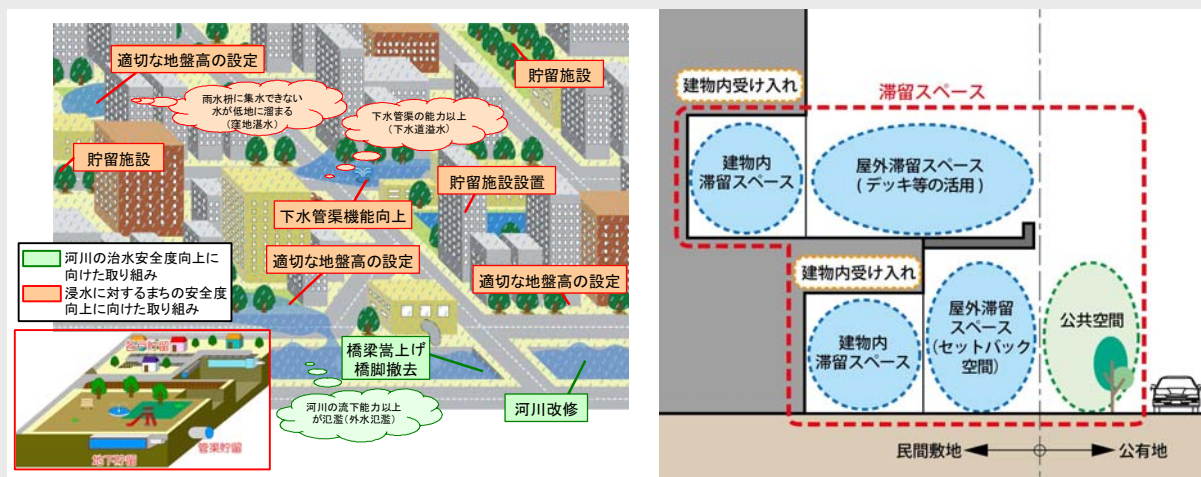 適切な地盤高の設定
貯留施設
雨水枡に集水できない
水が低地に溜まる
(窪地湛水)
下水管渠の能力以上
(下水道溢水)
貯留施設
貯留施設設置
下水管渠機能向上
河川の治水安全度向上に
向けた取り組み
浸水に対するまちの安全度
向上に向けた取り組み
適切な地盤高の設定
適切な地盤高の設定
橋梁嵩上げ
橋脚撤去
河川改修
河川の流下能力以上
が氾濫(外水氾濫)
各戸貯留
管渠貯留
地下貯留
建物内受け入れ
滞留スペース
建物内
滞留スペース
屋外滞留スペース
(デッキ等の活用)
建物内受け入れ
建物内
滞留スペース
屋外滞留
スペース
(セットバック
空間)
公共空間
民間敷地
公有地